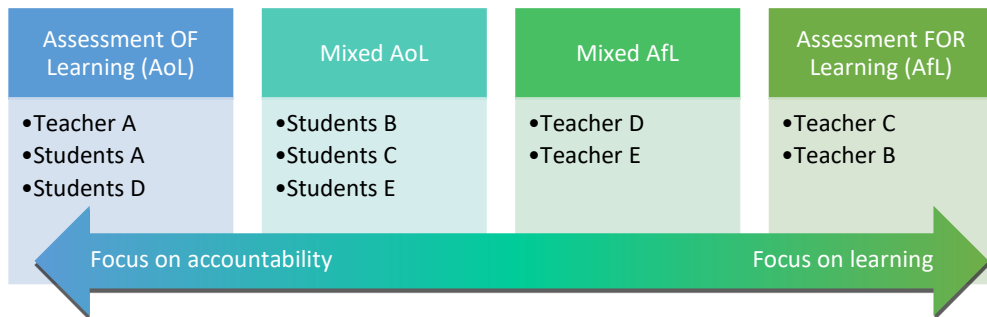 Assessment OF
Learning (AoL)
•Teacher A
•Students A
•Students D
Mixed AoL
•Students B
•Students C
•Students E
Mixed AfL
•Teacher D
•Teacher E
Assessment FOR
Learning (AfL)
•Teacher C
•Teacher B
Focus on accountability
Focus on learning